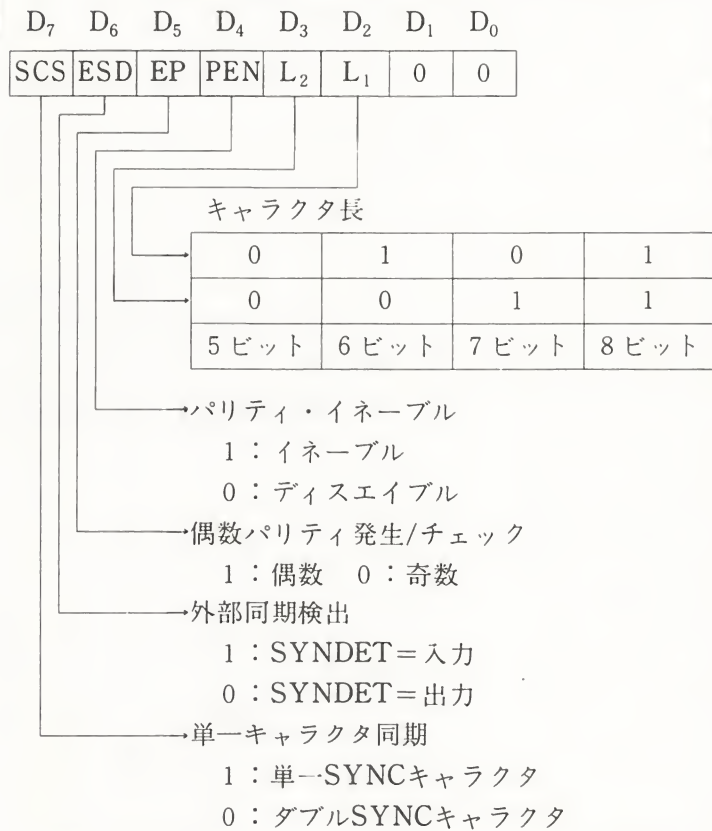 D₇ D₆ D₅ D₄ D₃ D₂ D₁ D₀
SCS ESD EP PEN L₂ L₁ 0 0
キャラクタ長
0 1 0 1
0 0 1 1
5ビット 6ビット 7ビット 8ビット
パリティ・イネーブル
1：イネーブル
0：ディスエイブル
偶数パリティ発生/チェック
1：偶数 0：奇数
外部同期検出
1：SYNDET＝入力
0：SYNDET＝出力
単一キャラクタ同期
1：単一SYNCキャラクタ
0：ダブルSYNCキャラクタ